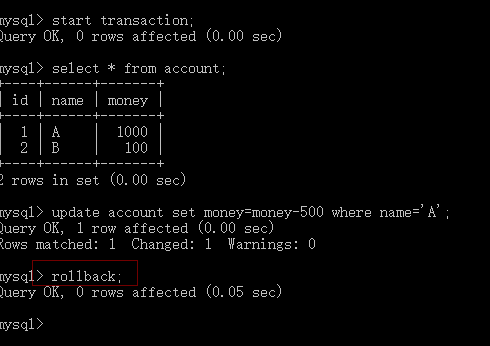 mysql> start transaction;
Query OK, 0 rows affected (0.00 sec)
mysql> select * from account;
+----+------+-------+
| id | name | money |
+----+------+-------+
| 1 | A | 1000 |
| 2 | B | 100 |
+----+------+-------+
2 rows in set (0.00 sec)
mysql> update account set money=money-500 where name='A';
Query OK, 1 row affected (0.00 sec)
Rows matched: 1 Changed: 1 Warnings: 0
mysql> rollback;
Query OK, 0 rows affected (0.05 sec)
mysql>